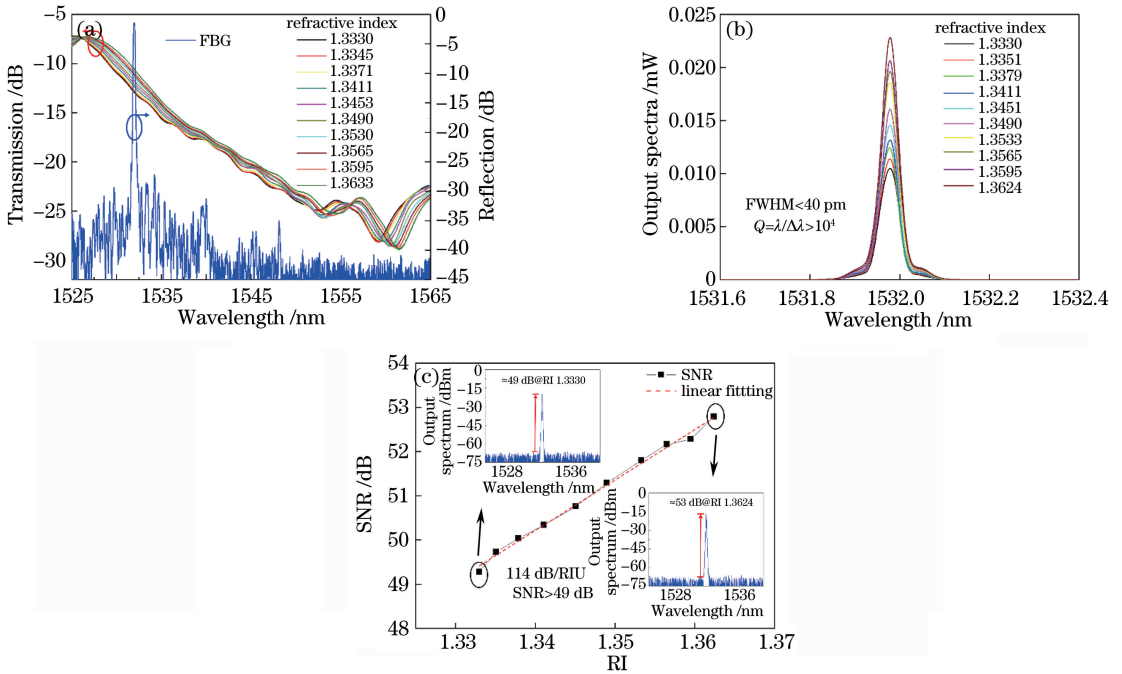 (a)
−5
−10
−15
−20
−25
−30
Transmission /dB
FBG
refractive index
1.3330
1.3345
1.3371
1.3411
1.3453
1.3490
1.3530
1.3565
1.3595
1.3633
0
−5
−10
−15
−20
−25
−30
−35
−40
−45
Reflection /dB
1525
1535
1545
1555
1565
Wavelength /nm
(b)
0.025
0.020
0.015
0.010
0.005
0
Output spectra /mW
refractive index
1.3330
1.3351
1.3379
1.3411
1.3451
1.3490
1.3533
1.3565
1.3595
1.3624
FWHM<40 pm
Q=λ/Δλ>10⁴
1531.6
1531.8
1532.0
1532.2
1532.4
Wavelength /nm
(c)
54
53
52
51
50
49
48
SNR /dB
SNR
linear fittting
≈49 dB@RI 1.3330
0
−15
−30
−45
−60
−75
Output
spectrum /dBm
1528
1536
Wavelength /nm
≈53 dB@RI 1.3624
0
−15
−30
−45
−60
−75
Output
spectrum /dBm
1528
1536
Wavelength /nm
114 dB/RIU
SNR>49 dB
1.33
1.34
1.35
1.36
1.37
RI